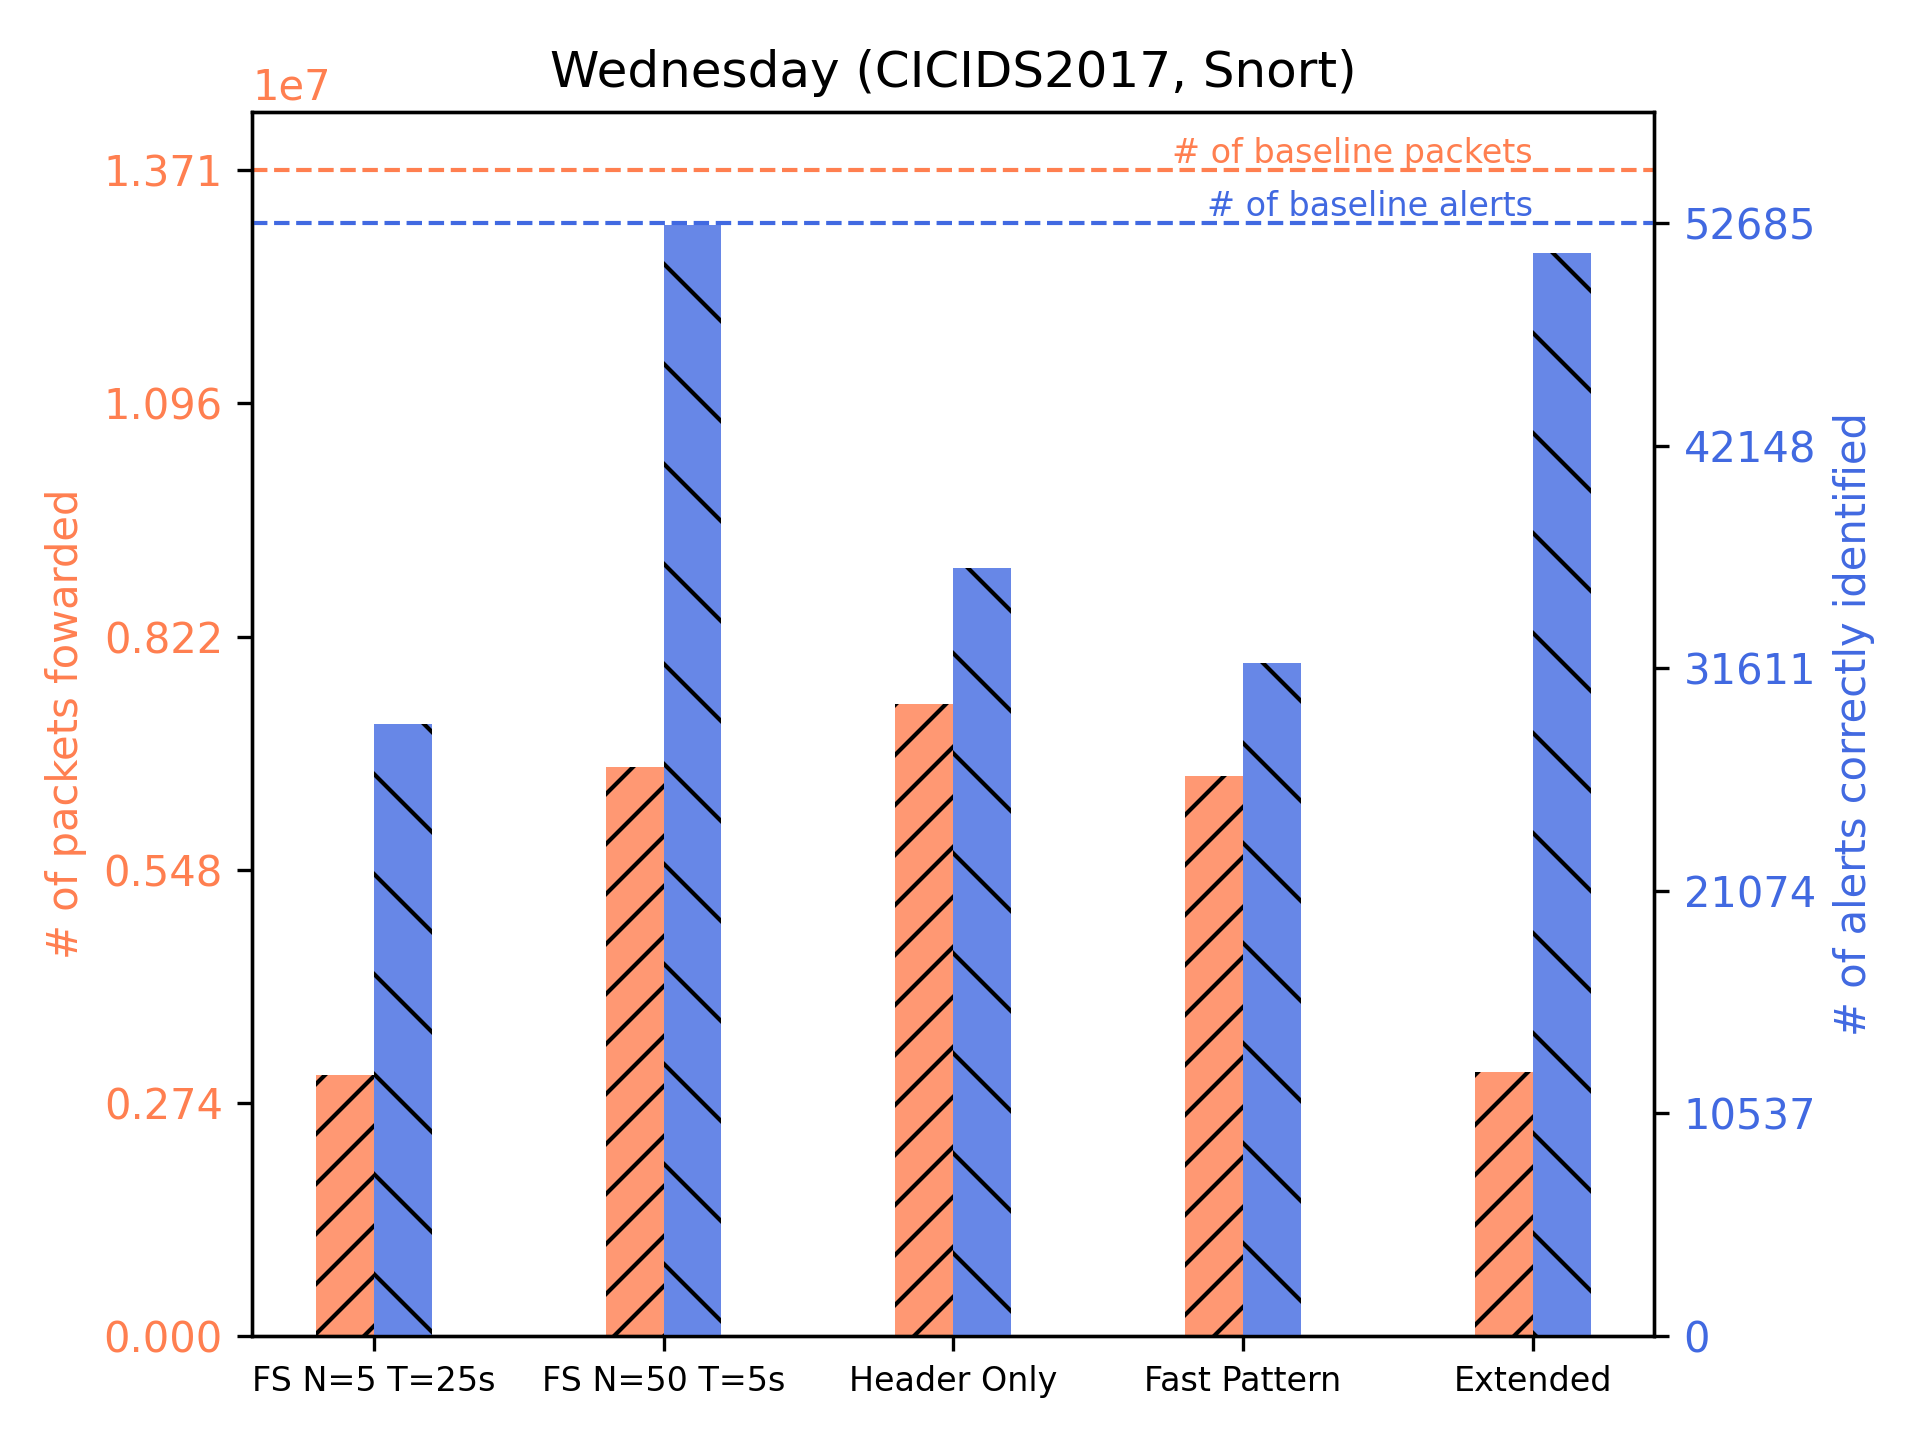 Wednesday (CICIDS2017, Snort)
1e7
# of baseline packets
# of baseline alerts
1.371
1.096
0.822
0.548
0.274
0.000
# of packets fowarded
52685
42148
31611
21074
10537
0
# of alerts correctly identified
FS N=5 T=25s
FS N=50 T=5s
Header Only
Fast Pattern
Extended